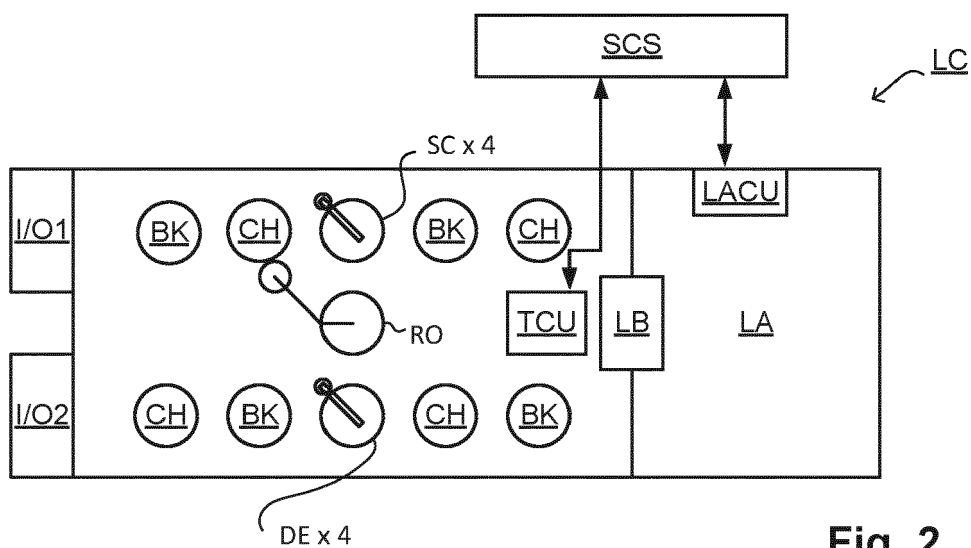 SCS
LC
SC x 4
LACU
I/O1
BK
CH
BK
CH
TCU
LB
LA
RO
I/O2
CH
BK
CH
BK
DE x 4
Fig. 2